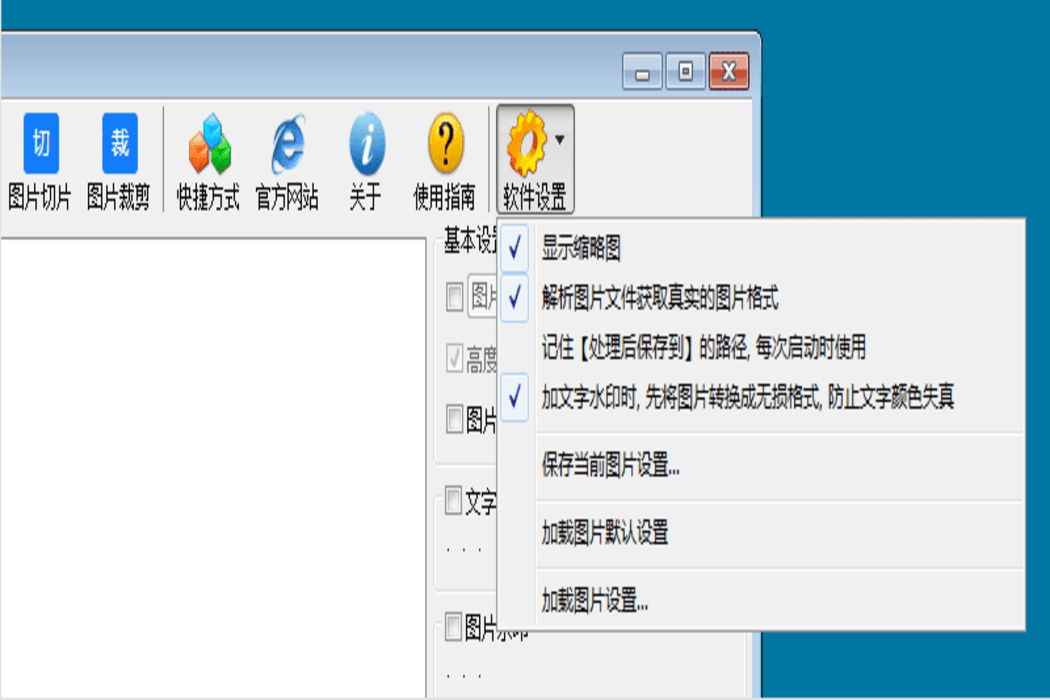 切
裁
图片切片
图片裁剪
快捷方式
官方网站
关于
使用指南
软件设置
基本设
显示缩略图
图片
解析图片文件获取真实的图片格式
高度
记住【处理后保存到】的路径, 每次启动时使用
图片
加文字水印时, 先将图片转换成无损格式, 防止文字颜色失真
保存当前图片设置...
文字
加载图片默认设置
. . .
加载图片设置...
图片水印
. . .